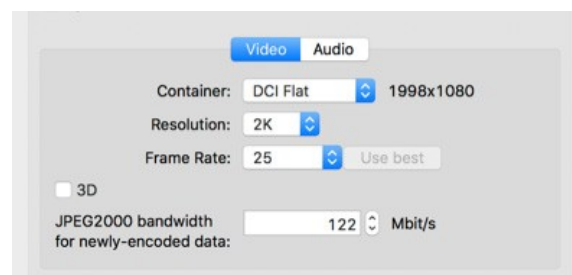 Video Audio
Container: DCI Flat 1998x1080
Resolution: 2K
Frame Rate: 25 Use best
3D
JPEG2000 bandwidth
for newly-encoded data: 122 Mbit/s